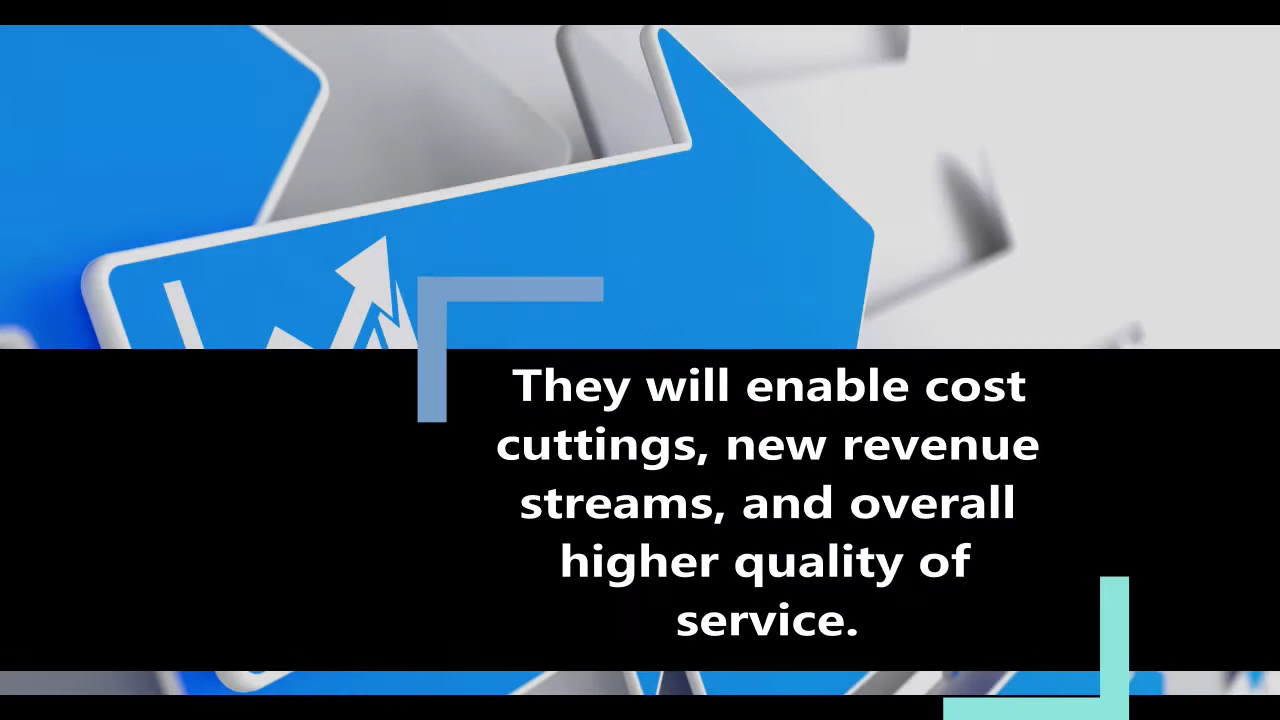 They will enable cost
cuttings, new revenue
streams, and overall
higher quality of
service.